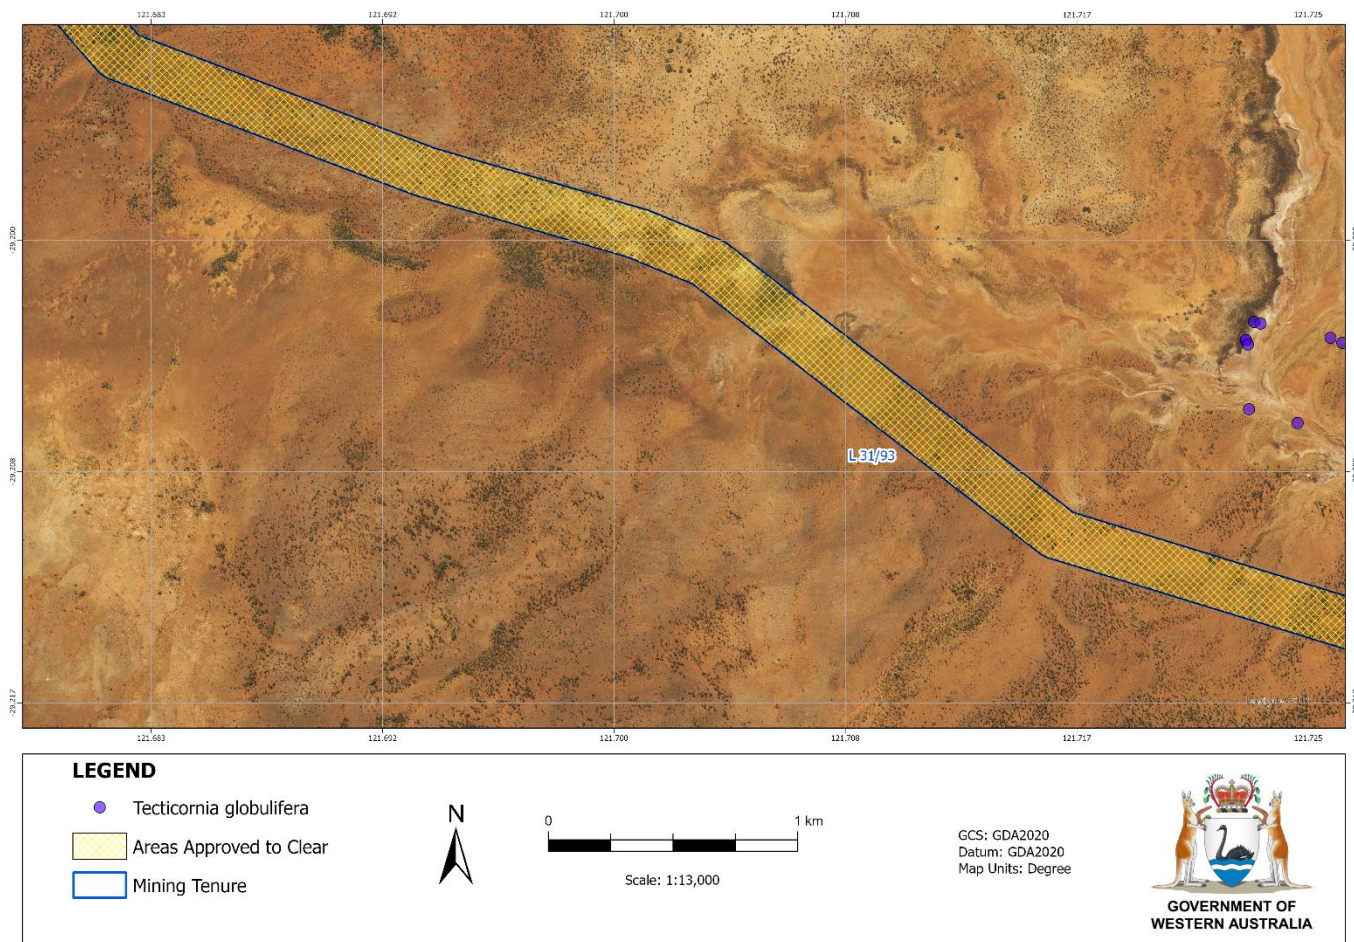 121.683 121.692 121.700 121.708 121.717 121.725
-29.200
-29.208
-29.217
L 31/93
121.683 121.692 121.700 121.708 121.717 121.725
LEGEND
Tecticornia globulifera
Areas Approved to Clear
Mining Tenure
N
0 1 km
Scale: 1:13,000
GCS: GDA2020
Datum: GDA2020
Map Units: Degree
GOVERNMENT OF
WESTERN AUSTRALIA